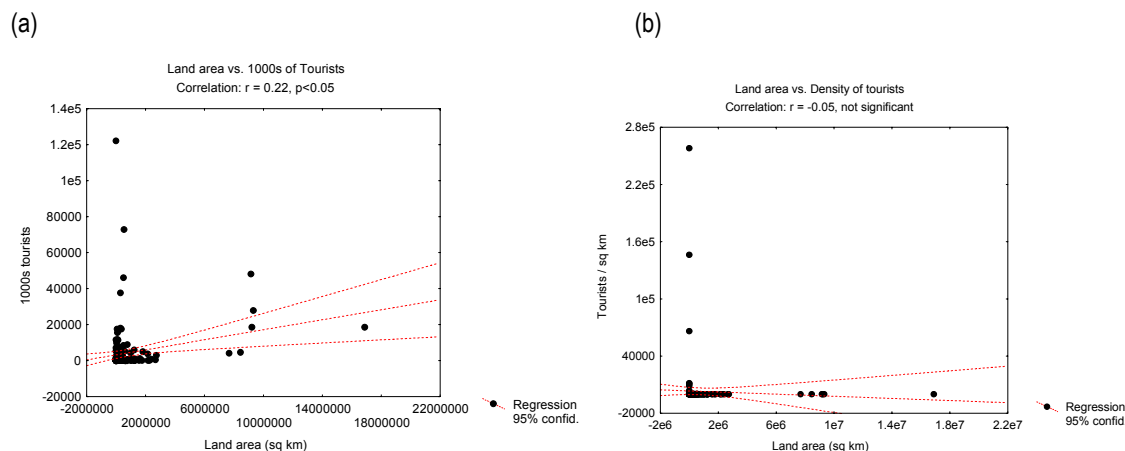 (a)
(b)
Land area vs. 1000s of Tourists
Correlation: r = 0.22, p<0.05
1.4e5
1.2e5
1e5
80000
60000
40000
20000
0
-20000
1000s tourists
-2000000
2000000
6000000
10000000
14000000
18000000
22000000
Land area (sq km)
Regression
95% confid.
Land area vs. Density of tourists
Correlation: r = -0.05, not significant
2.8e5
2.2e5
1.6e5
1e5
40000
-20000
Tourists / sq km
-2e6
2e6
6e6
1e7
1.4e7
1.8e7
2.2e7
Land area (sq km)
Regression
95% confid